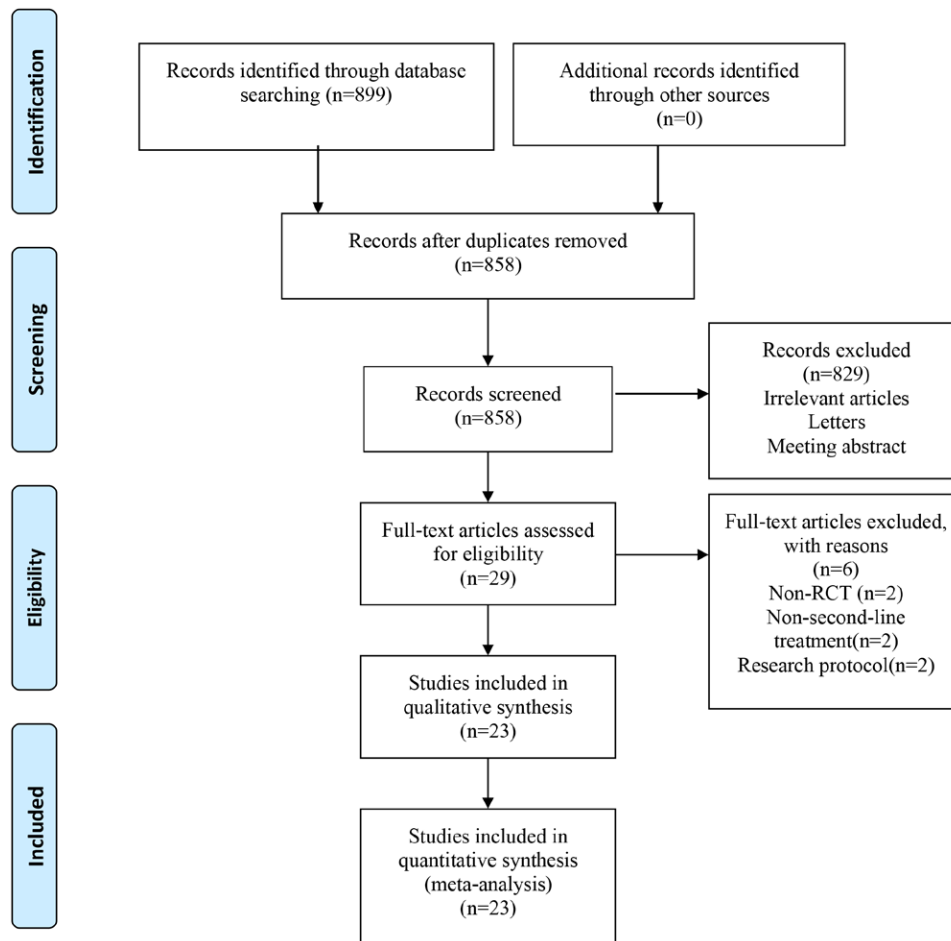 Identification
Records identified through database
searching (n=899)
Additional records identified
through other sources
(n=0)
Records after duplicates removed
(n=858)
Screening
Records screened
(n=858)
Records excluded
(n=829)
Irrelevant articles
Letters
Meeting abstract
Eligibility
Full-text articles assessed
for eligibility
(n=29)
Full-text articles excluded,
with reasons
(n=6)
Non-RCT (n=2)
Non-second-line
treatment(n=2)
Research protocol(n=2)
Studies included in
qualitative synthesis
(n=23)
Included
Studies included in
quantitative synthesis
(meta-analysis)
(n=23)